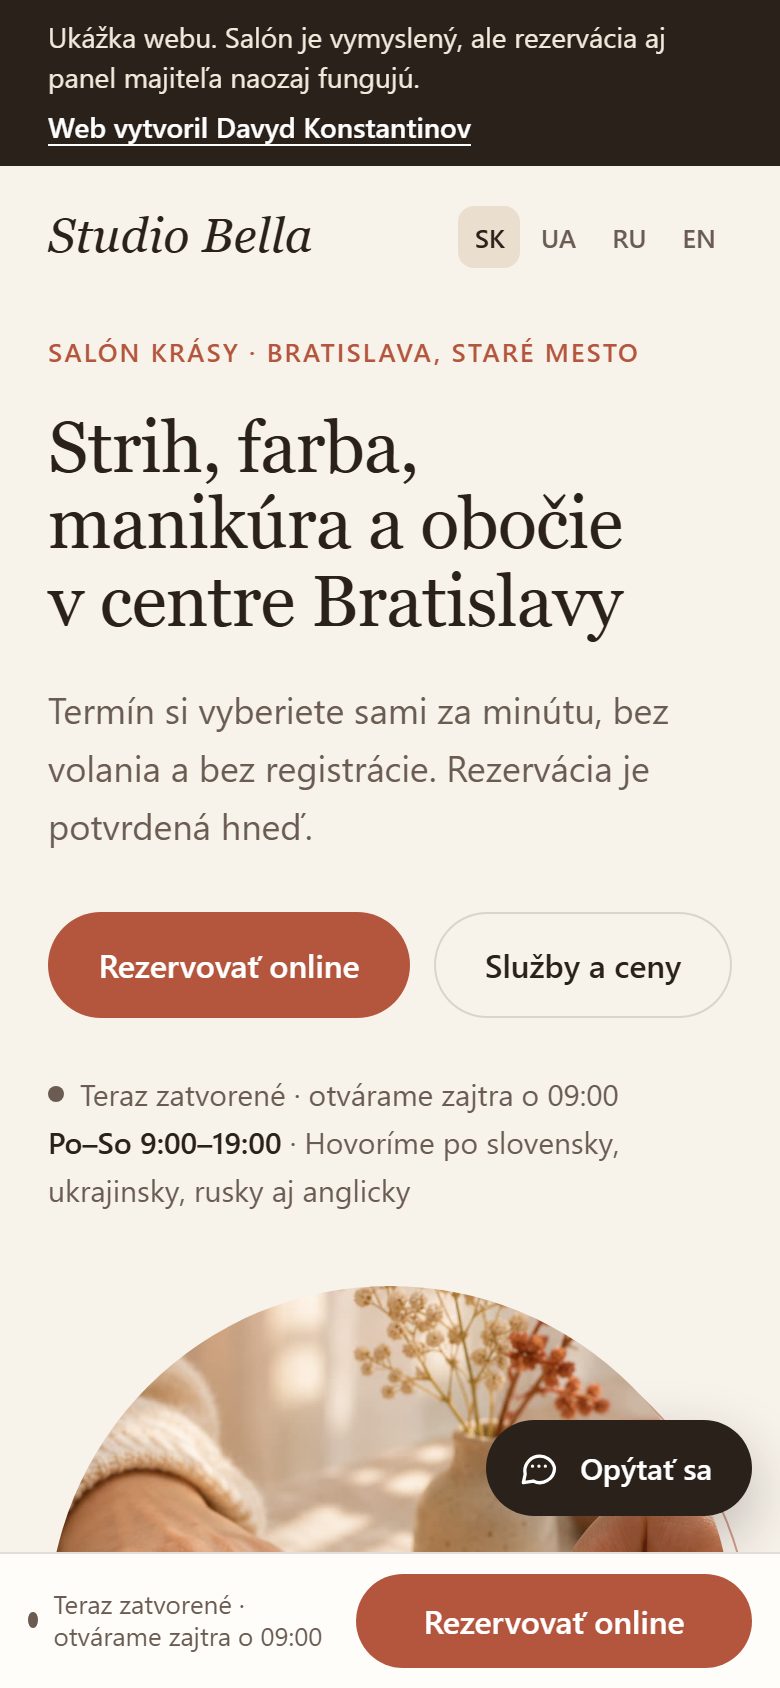 Ukážka webu. Salón je vymyslený, ale rezervácia aj
panel majiteľa naozaj fungujú.
Web vytvoril Davyd Konstantinov
Studio Bella
SK UA RU EN
SALÓN KRÁSY · BRATISLAVA, STARÉ MESTO
Strih, farba,
manikúra a obočie
v centre Bratislavy
Termín si vyberiete sami za minútu, bez
volania a bez registrácie. Rezervácia je
potvrdená hneď.
Rezervovať online
Služby a ceny
Teraz zatvorené · otvárame zajtra o 09:00
Po–So 9:00–19:00 · Hovoríme po slovensky,
ukrajinsky, rusky aj anglicky
Opýtať sa
Teraz zatvorené ·
otvárame zajtra o 09:00
Rezervovať online